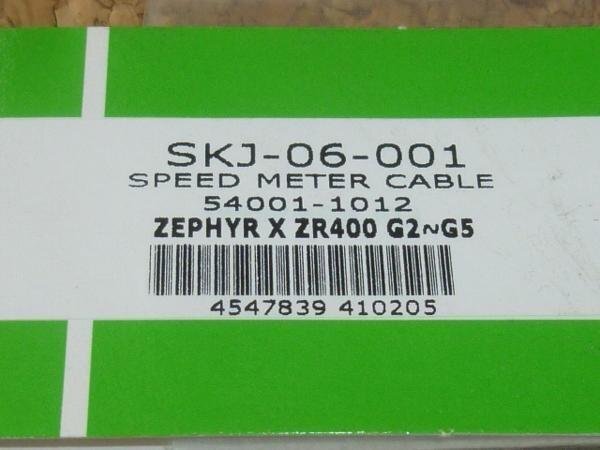 SKJ-06-001
SPEED METER CABLE
54001-1012
ZEPHYR X ZR400 G2~G5
4547839 410205